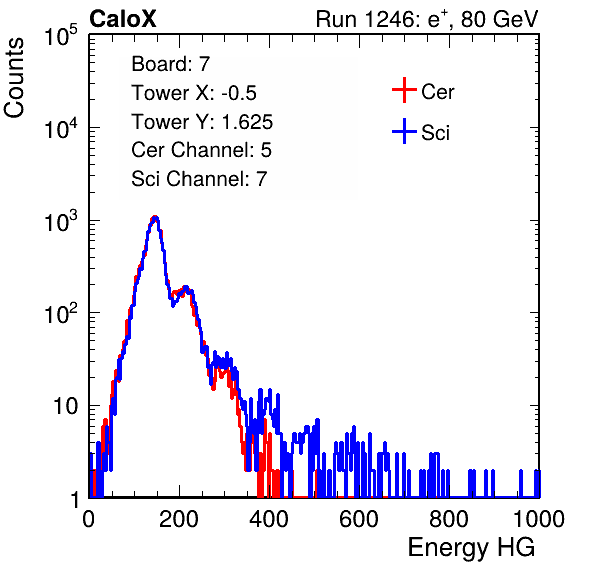 CaloX Run 1246: e⁺, 80 GeV
Counts
Board: 7
Tower X: -0.5
Tower Y: 1.625
Cer Channel: 5
Sci Channel: 7
Cer
Sci
10⁵
10⁴
10³
10²
10
1
0 200 400 600 800 1000
Energy HG